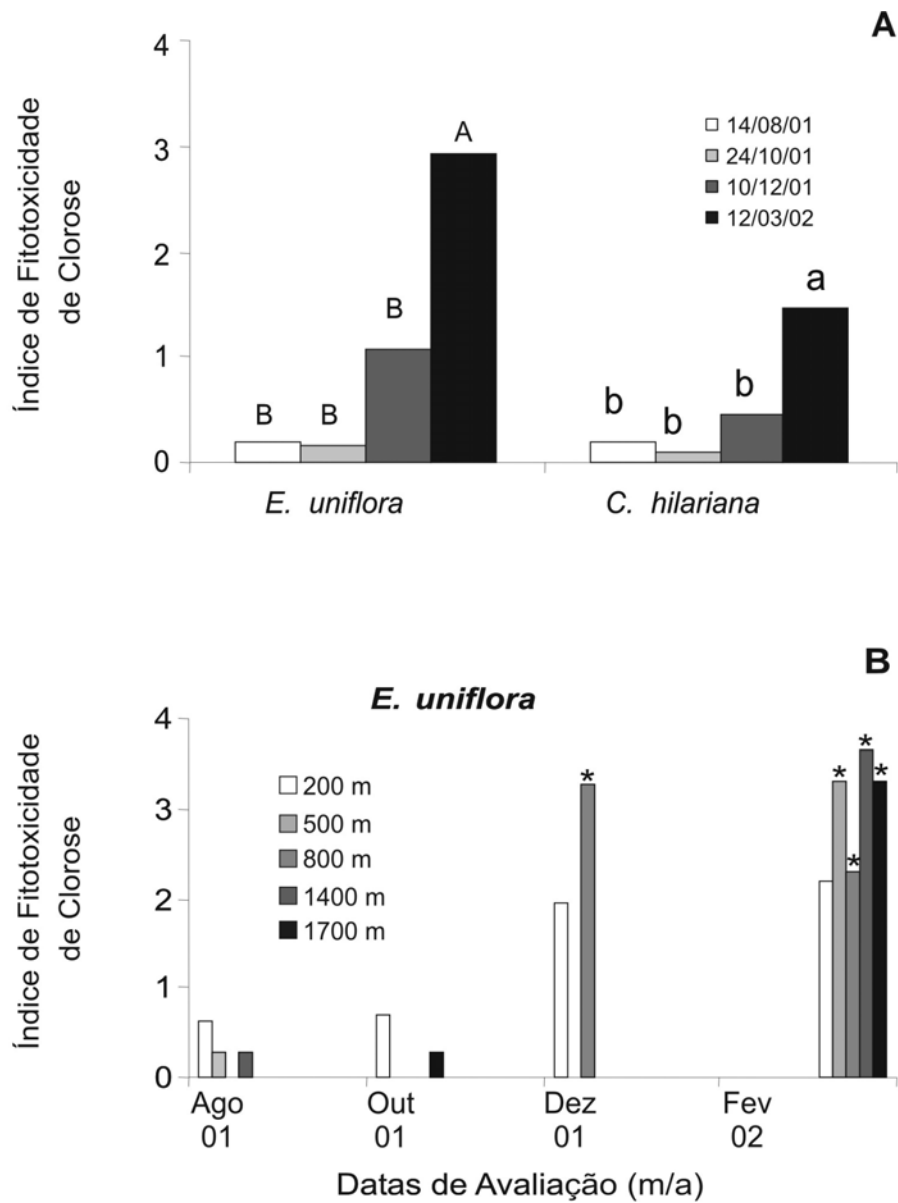 A
Índice de Fitotoxicidade
de Clorose
4
3
2
1
0
14/08/01
24/10/01
10/12/01
12/03/02
B
B
B
A
b
b
b
a
E. uniflora
C. hilariana
B
E. uniflora
Índice de Fitotoxicidade
de Clorose
4
3
2
1
0
200 m
500 m
800 m
1400 m
1700 m
*
*
*
*
*
Ago
01
Out
01
Dez
01
Fev
02
Datas de Avaliação (m/a)